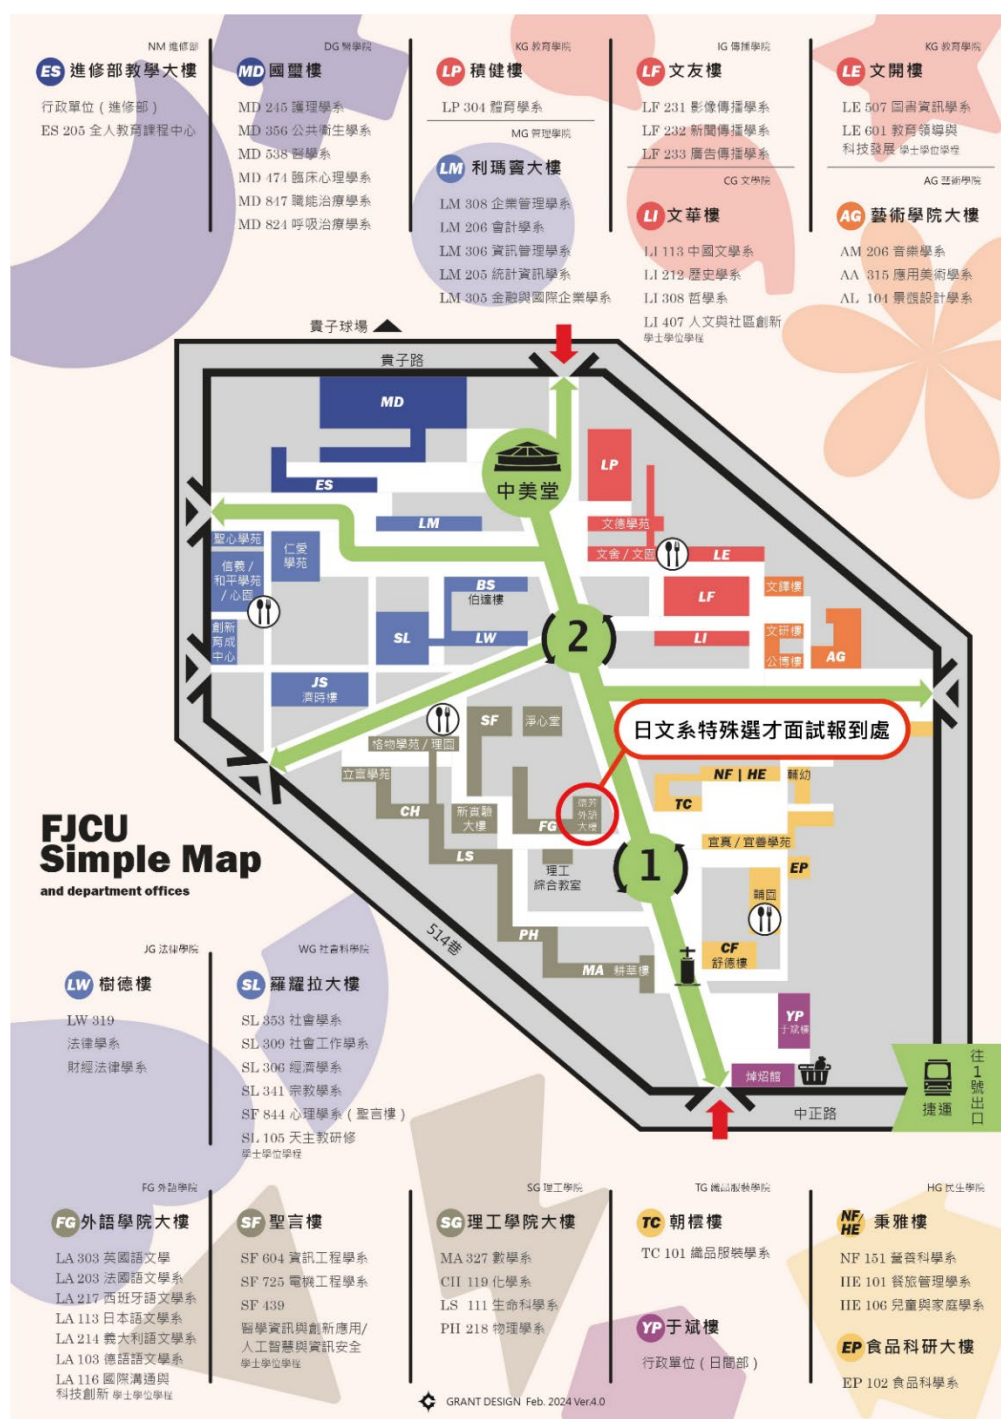 NM 進修部
ES 進修部教學大樓
行政單位（進修部）
ES 205 全人教育課程中心
DG 醫學院
MD 國璽樓
MD 245 護理學系
MD 356 公共衛生學系
MD 538 醫學系
MD 474 臨床心理學系
MD 847 職能治療學系
MD 824 呼吸治療學系
KG 教育學院
LP 積健樓
LP 304 體育學系
MG 管理學院
LM 利瑪竇大樓
LM 308 企業管理學系
LM 206 會計學系
LM 306 資訊管理學系
LM 205 統計資訊學系
LM 305 金融與國際企業學系
IG 傳播學院
LF 文友樓
LF 231 影像傳播學系
LF 232 新聞傳播學系
LF 233 廣告傳播學系
CG 文學院
LI 文華樓
LI 113 中國文學系
LI 212 歷史學系
LI 308 哲學系
LI 407 人文與社區創新
學士學位學程
KG 教育學院
LE 文開樓
LE 507 圖書資訊學系
LE 601 教育領導與
科技發展 學士學位學程
AG 藝術學院
AG 藝術學院大樓
AM 206 音樂學系
AA 315 應用美術學系
AL 104 景觀設計學系
貴子球場
貴子路
MD
ES
中美堂
LP
LM
文德學苑
文舍 / 文園
LE
聖心學苑
仁愛
學苑
信義 /
和平學苑
/ 心園
創新
育成
中心
BS
伯達樓
SL
LW
JS
濟時樓
2
LF
LI
文鐸樓
文研樓
公博樓
AG
日文系特殊選才面試報到處
SF
淨心堂
格物學苑 / 理園
立言學苑
CH
新實驗
大樓
FG
德芳
外語
大樓
LS
理工
綜合教室
PH
MA
耕莘樓
NF | HE
輔幼
TC
宜真 / 宜善學苑
EP
1
輔園
CF
舒德樓
YP
于斌樓
焯炤館
514巷
中正路
捷運
往1號出口
FJCU
Simple Map
and department offices
JG 法律學院
LW 樹德樓
LW 319
法律學系
財經法律學系
WG 社會科學院
SL 羅耀拉大樓
SL 353 社會學系
SL 309 社會工作學系
SL 306 經濟學系
SL 341 宗教學系
SF 844 心理學系（聖言樓）
SL 105 天主教研修
學士學位學程
FG 外語學院
FG 外語學院大樓
LA 303 英國語文學
LA 203 法國語文學系
LA 217 西班牙語文學系
LA 113 日本語文學系
LA 214 義大利語文學系
LA 103 德語語文學系
LA 116 國際溝通與
科技創新 學士學位學程
SF 聖言樓
SF 604 資訊工程學系
SF 725 電機工程學系
SF 439
醫學資訊與創新應用/
人工智慧與資訊安全
學士學位學程
SG 理工學院
SG 理工學院大樓
MA 327 數學系
CH 119 化學系
LS 111 生命科學系
PH 218 物理學系
TG 織品服裝學院
TC 朝橒樓
TC 101 織品服裝學系
YP 于斌樓
行政單位（日間部）
HG 民生學院
NF/HE 秉雅樓
NF 151 營養科學系
HE 101 餐旅管理學系
HE 106 兒童與家庭學系
EP 食品科研大樓
EP 102 食品科學系
GRANT DESIGN Feb. 2024 Ver.4.0